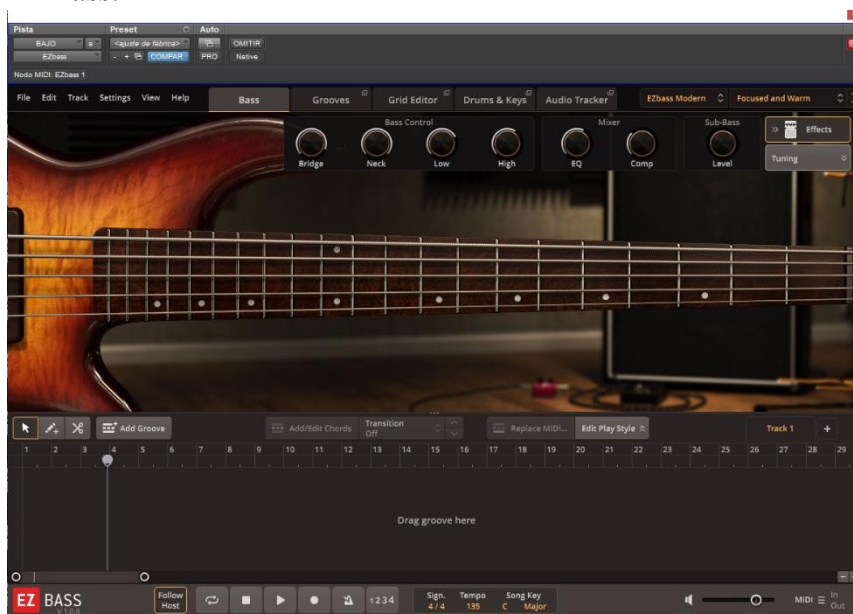 Pista Preset Auto
BAJO a <ajuste de fábrica> OMITIR
EZbass - + COMPAR PRO Native
Nodo MIDI: EZbass 1
File Edit Track Settings View Help Bass Grooves Grid Editor Drums & Keys Audio Tracker EZbass Modern Focused and Warm
Bass Control Mixer Sub-Bass
Effects
Bridge Neck Low High EQ Comp Level
Tuning
Add Groove Add/Edit Chords Transition Off Replace MIDI... Edit Play Style Track 1 +
1 2 3 4 5 6 7 8 9 10 11 12 13 14 15 16 17 18 19 20 21 22 23 24 25 26 27 28 29
Drag groove here
EZ BASS Follow Host 1234 Sign. Tempo Song Key MIDI In Out
V 1.0.0 4/4 135 C Major